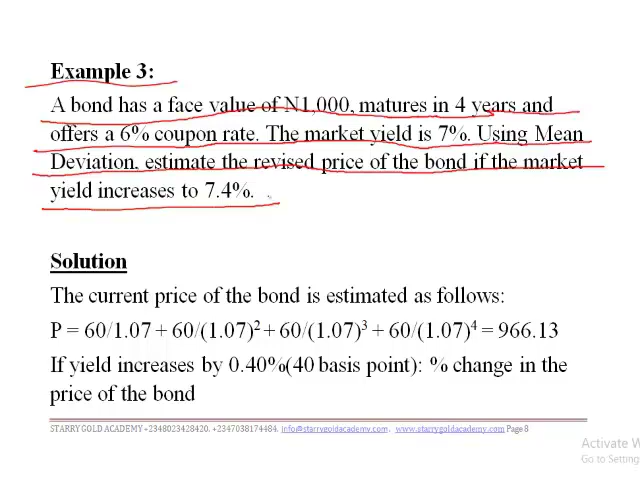 Example 3:
A bond has a face value of N1,000, matures in 4 years and
offers a 6% coupon rate. The market yield is 7%. Using Mean
Deviation, estimate the revised price of the bond if the market
yield increases to 7.4%.
Solution
The current price of the bond is estimated as follows:
P = 60/1.07 + 60/(1.07)² + 60/(1.07)³ + 60/(1.07)⁴ = 966.13
If yield increases by 0.40%(40 basis point): % change in the
price of the bond
STARRY GOLD ACADEMY +2348023428420, +2347038174484, info@starrygoldacademy.com, www.starrygoldacademy.com Page 8
Activate W
Go to Setting